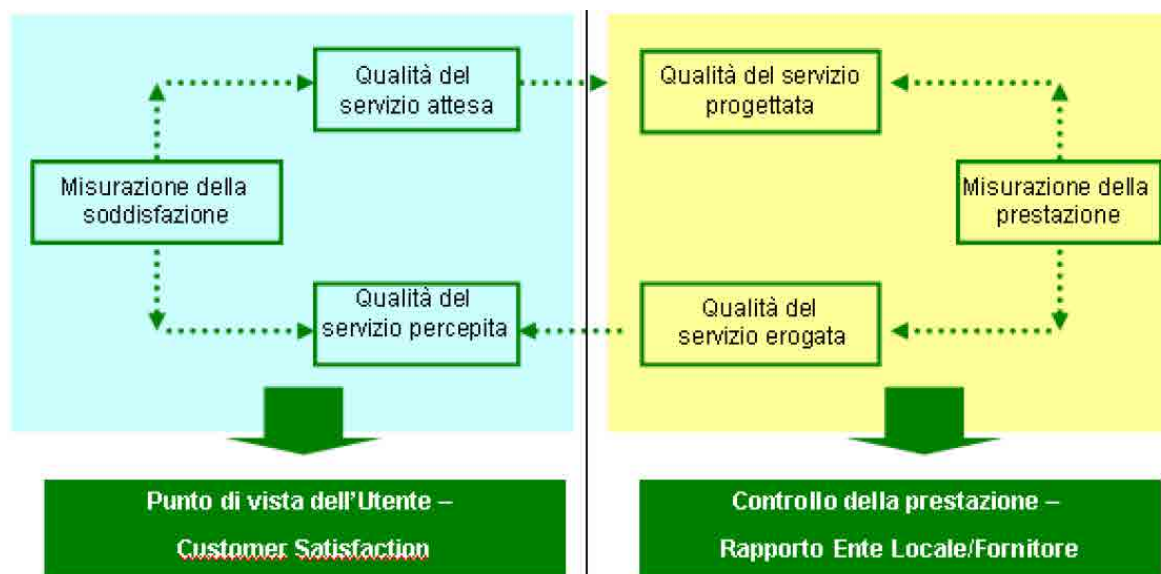 Qualità del
servizio attesa
Qualità del servizio
progettata
Misurazione della
soddisfazione
Misurazione della
prestazione
Qualità del
servizio percepita
Qualità del
servizio erogata
Punto di vista dell'Utente –
Customer Satisfaction
Controllo della prestazione –
Rapporto Ente Locale/Fornitore